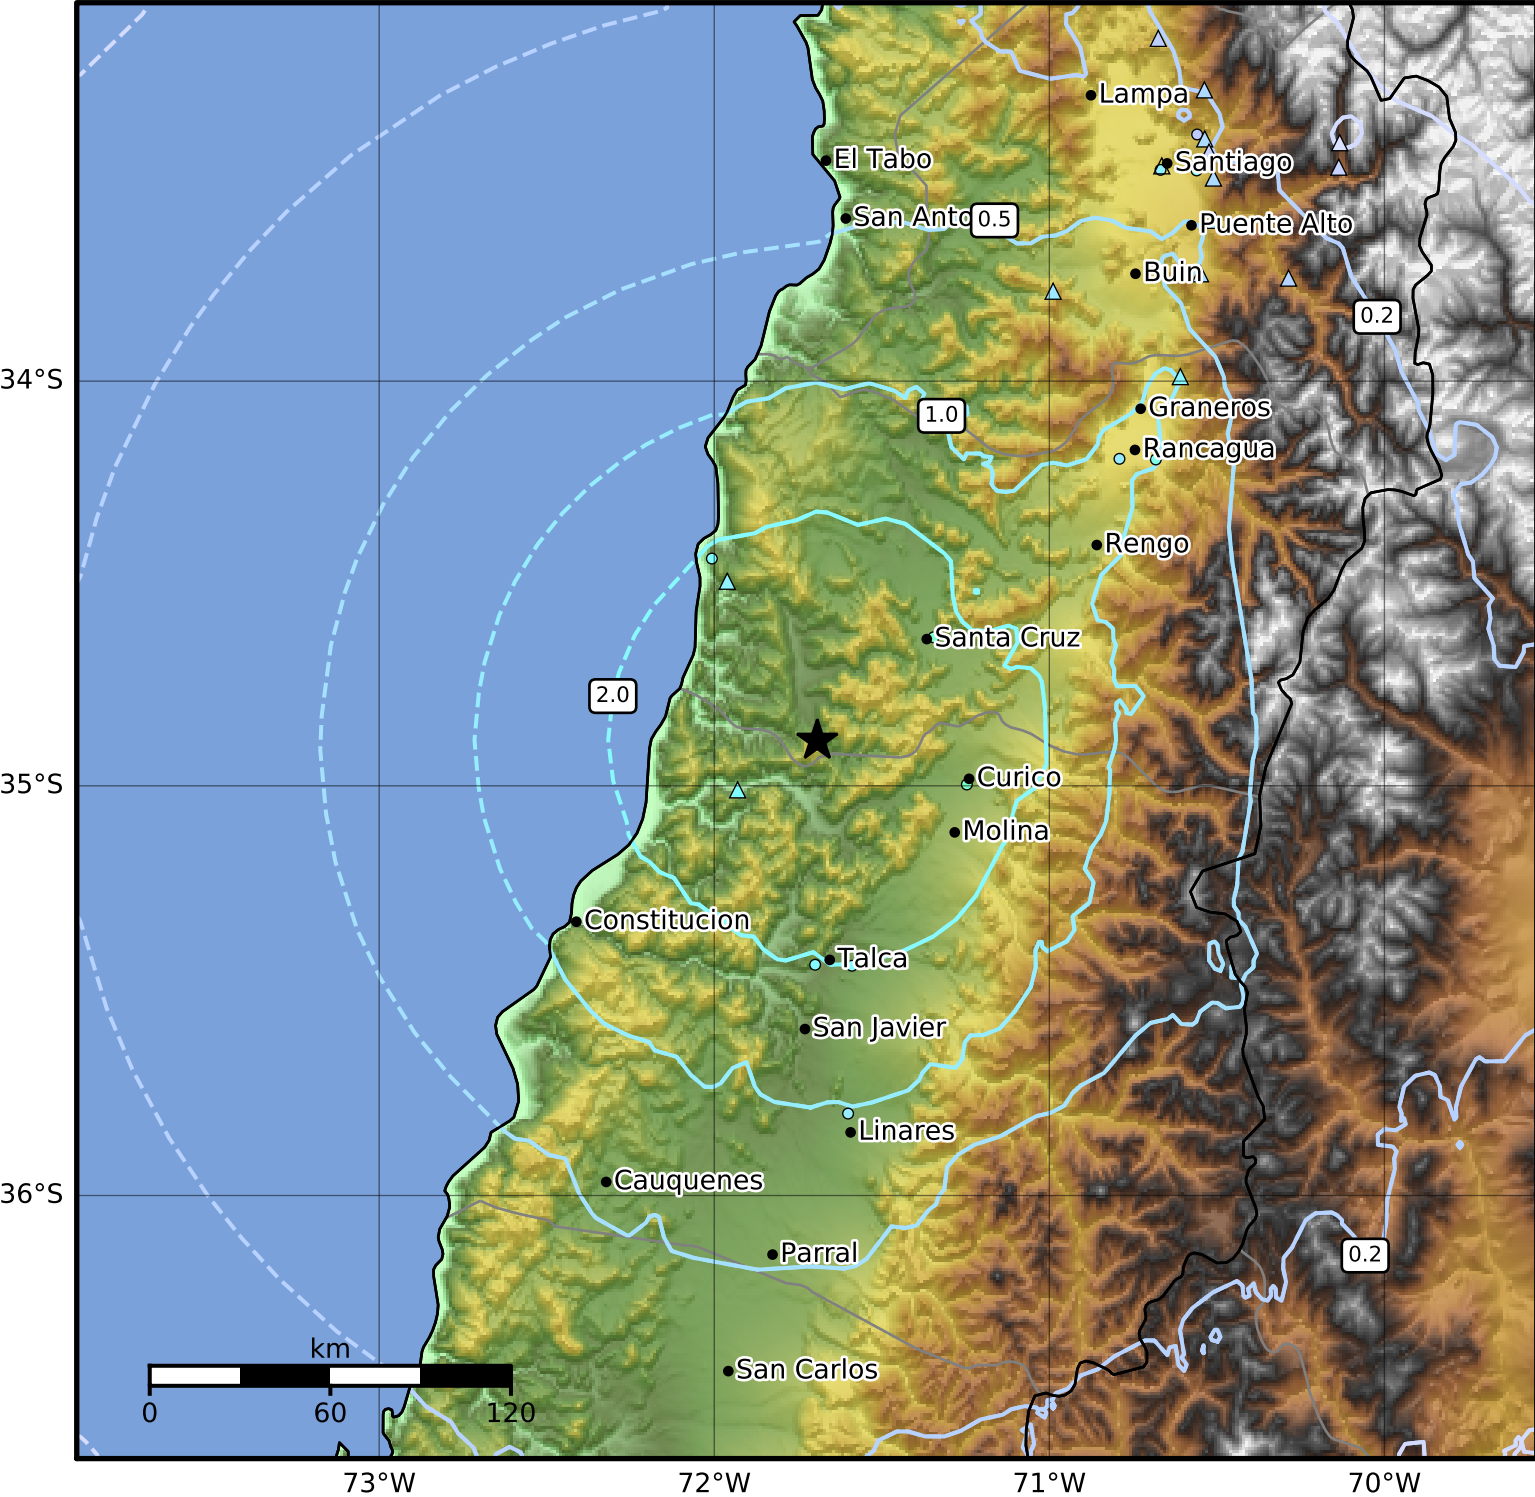 Lampa
El Tabo
Santiago
San Anto
0.5
Puente Alto
Buin
0.2
34°S
1.0
Graneros
Rancagua
Rengo
Santa Cruz
2.0
Curico
35°S
Molina
Constitucion
Talca
San Javier
Linares
Cauquenes
36°S
Parral
0.2
km
San Carlos
0 60 120
73°W 72°W 71°W 70°W